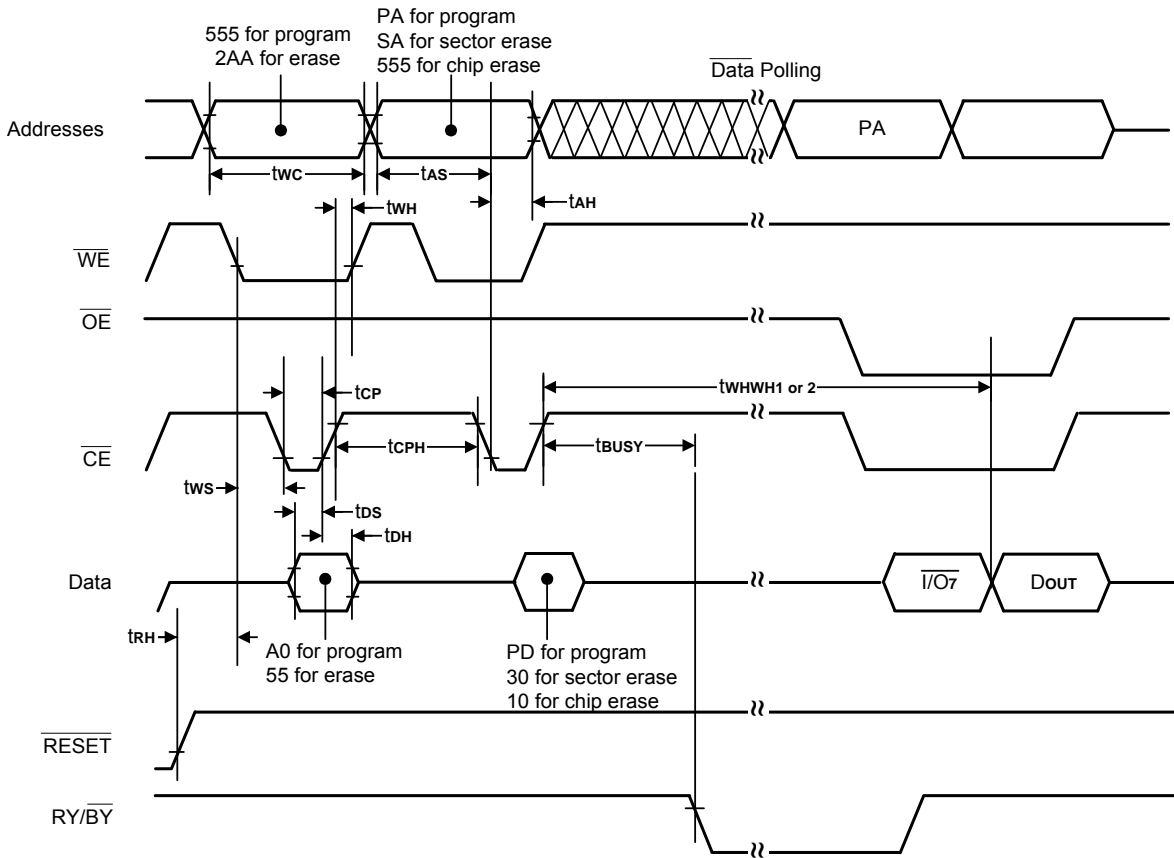 555 for program
2AA for erase
PA for program
SA for sector erase
555 for chip erase
Data Polling
Addresses
PA
tWC
tAS
tWH
tAH
WE
OE
tCP
tWHWH1 or 2
CE
tCPH
tBUSY
tWS
tDS
tDH
Data
I/O7
DOUT
tRH
A0 for program
55 for erase
PD for program
30 for sector erase
10 for chip erase
RESET
RY/BY